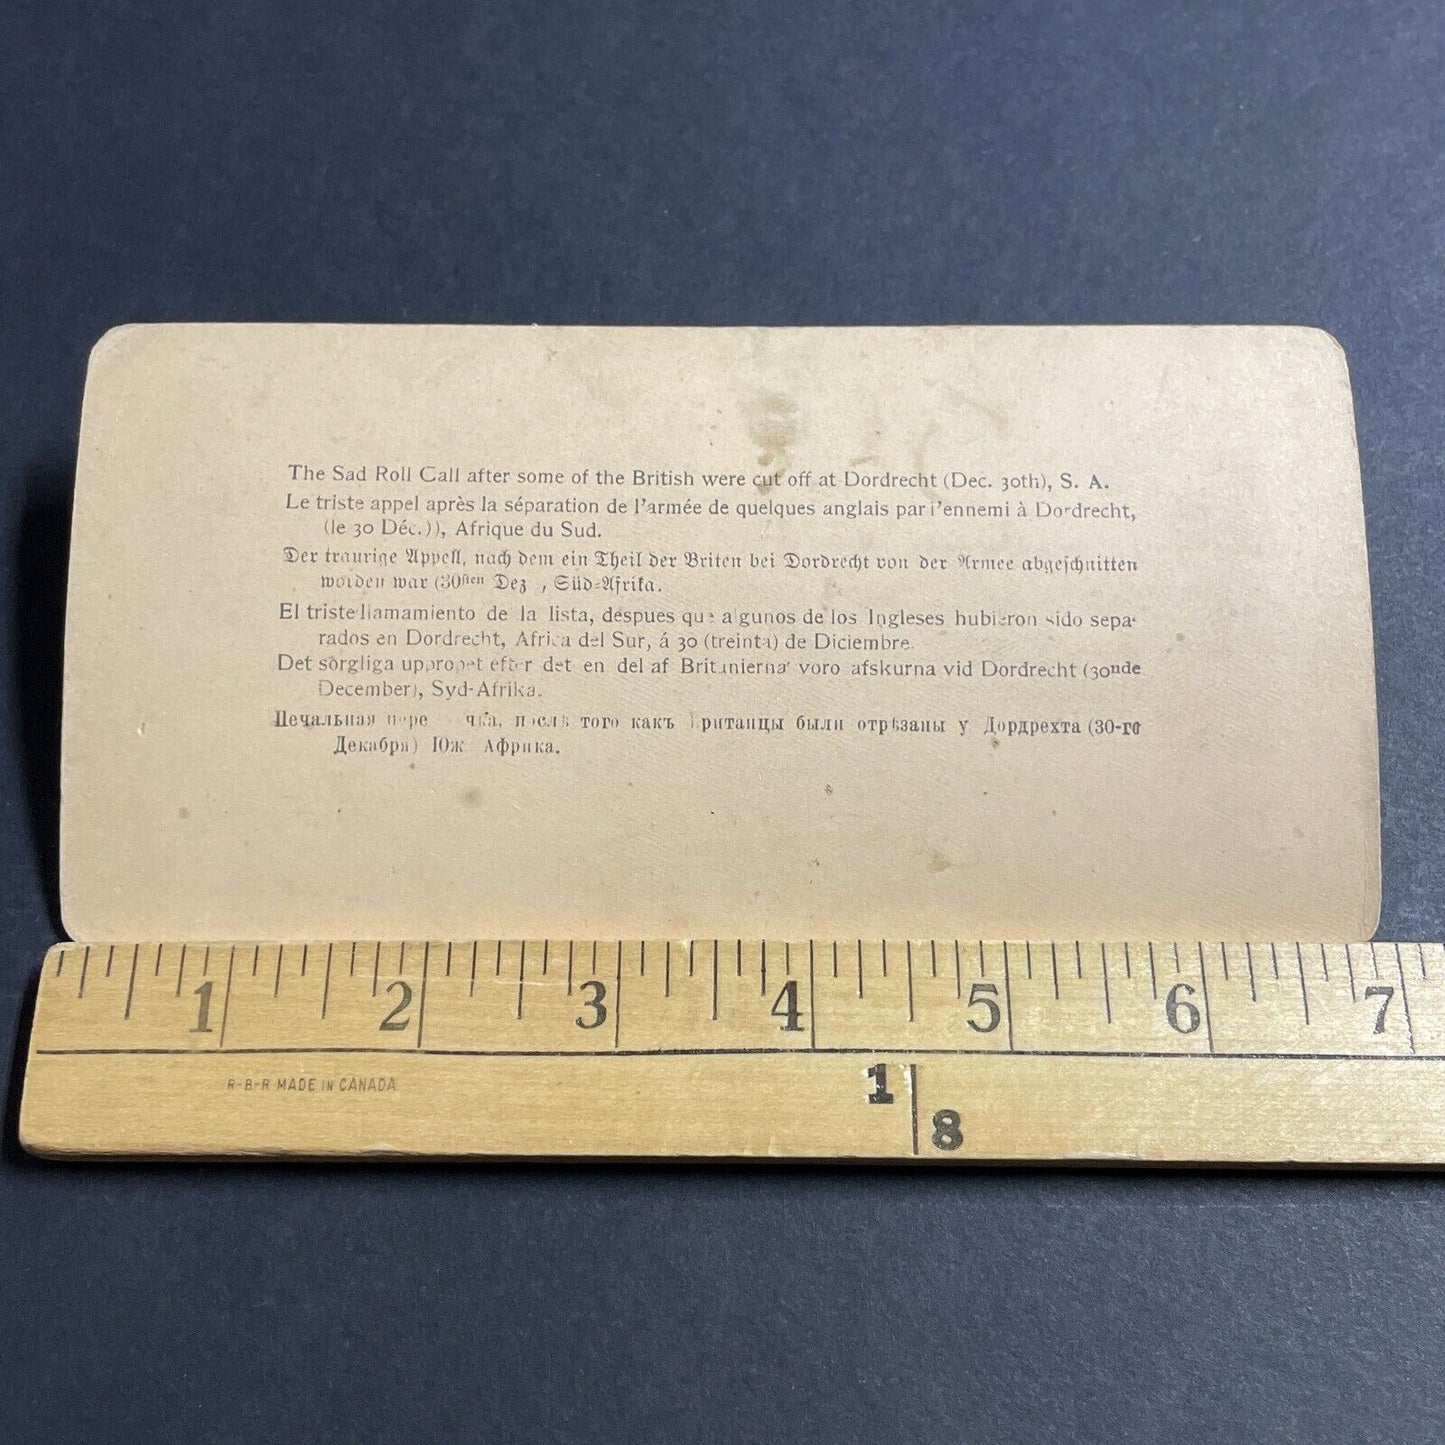 The Sad Roll Call after some of the British were cut off at Dordrecht (Dec. 30th), S. A.
Le triste appel après la séparation de l'armée de quelques anglais par l'ennemi à Dordrecht,
(le 30 Déc.)), Afrique du Sud.
Der traurige Appell, nach dem ein Theil der Briten bei Dordrecht von der Armee abgeschnitten
worden war (30sten Dez , Süd-Afrika.
El triste llamamiento de la lista, despues que algunos de los Ingleses hubieron sido sepa-
rados en Dordrecht, Africa del Sur, á 30 (treinta) de Diciembre.
Det sorgliga uppropet efter det en del af Britanierna voro afskurna vid Dordrecht (30nde
December), Syd-Afrika.
Печальная послѣ того какъ Британцы были отрѣзаны у Дордрехта (30-го
Декабря) Юж Африка.
1 2 3 4 5 6 7
R-B-R MADE IN CANADA
1 8